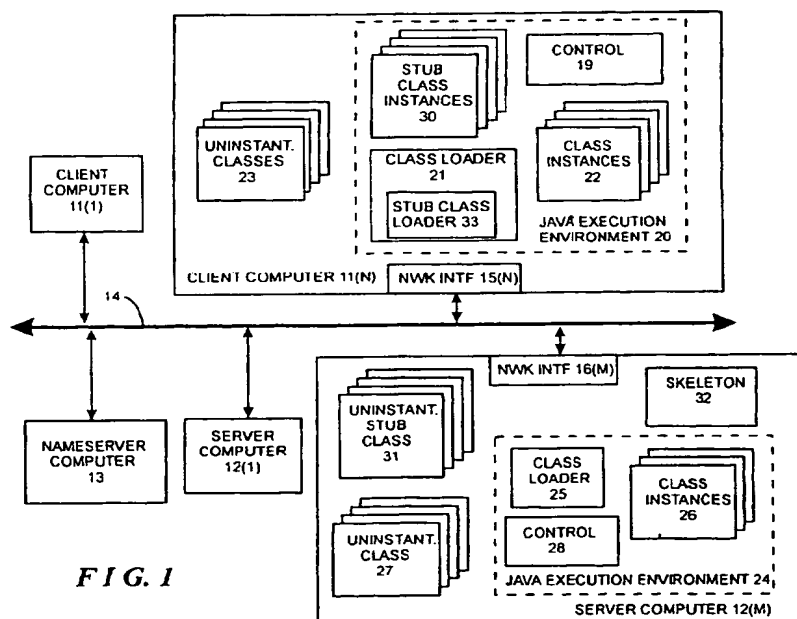 STUB
CLASS
INSTANCES
30
CONTROL
19
UNINSTANT.
CLASSES
23
CLASS LOADER
21
STUB CLASS
LOADER 33
CLASS
INSTANCES
22
JAVA EXECUTION
ENVIRONMENT 20
CLIENT COMPUTER 11(N)
NWK INTF 15(N)
CLIENT
COMPUTER
11(1)
14
NAMESERVER
COMPUTER
13
SERVER
COMPUTER
12(1)
NWK INTF 16(M)
SKELETON
32
UNINSTANT.
STUB
CLASS
31
CLASS
LOADER
25
CLASS
INSTANCES
26
UNINSTANT.
CLASS
27
CONTROL
28
JAVA EXECUTION ENVIRONMENT 24
SERVER COMPUTER 12(M)
FIG. 1